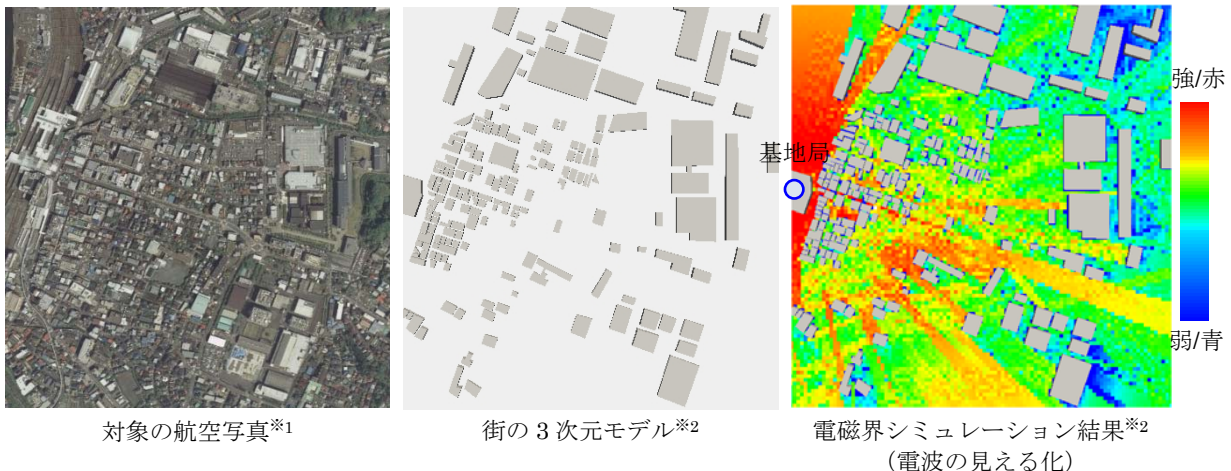 強/赤
基地局
弱/青
対象の航空写真※1
街の3次元モデル※2
電磁界シミュレーション結果※2
（電波の見える化）